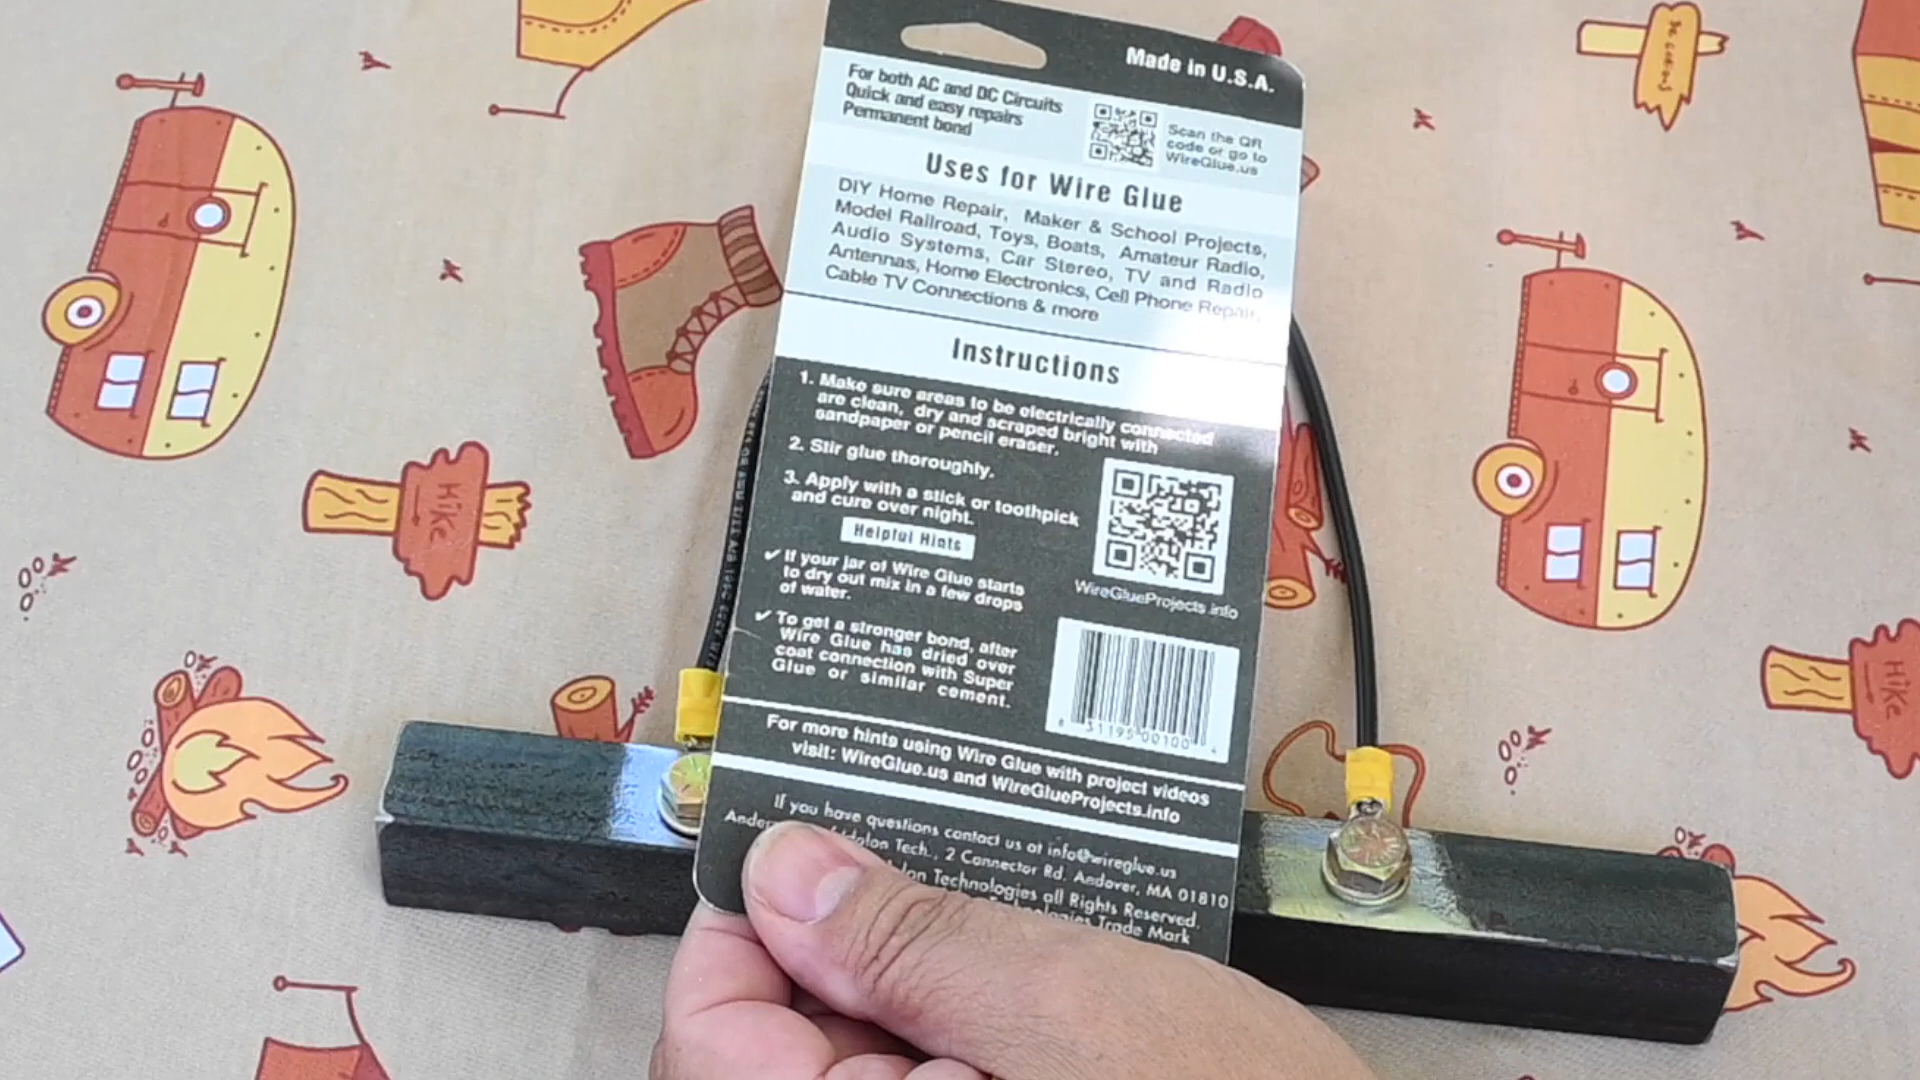 Made in U.S.A.
For both AC and DC Circuits
Quick and easy repairs
Permanent bond
Scan the QR
code or go to
WireGlue.us
Uses for Wire Glue
DIY Home Repair, Maker & School Projects,
Model Railroad, Toys, Boats, Amateur Radio,
Audio Systems, Car Stereo, TV and Radio
Antennas, Home Electronics, Cell Phone Repair,
Cable TV Connections & more
Instructions
1. Make sure areas to be electrically connected
are clean, dry and scraped bright with
sandpaper or pencil eraser.
2. Stir glue thoroughly.
3. Apply with a stick or toothpick
and cure over night.
Helpful Hints
✔ If your jar of Wire Glue starts
to dry out mix in a few drops
of water.
✔ To get a stronger bond, after
Wire Glue has dried over
coat connection with Super
Glue or similar cement.
WireGlueProjects.info
8 51195 00100 4
For more hints using Wire Glue with project videos
visit: WireGlue.us and WireGlueProjects.info
If you have questions contact us at info@wireglue.us
Tech., 2 Connector Rd. Andover, MA 01810
Technologies all Rights Reserved.
Technologies Trade Mark
Hike
Hike